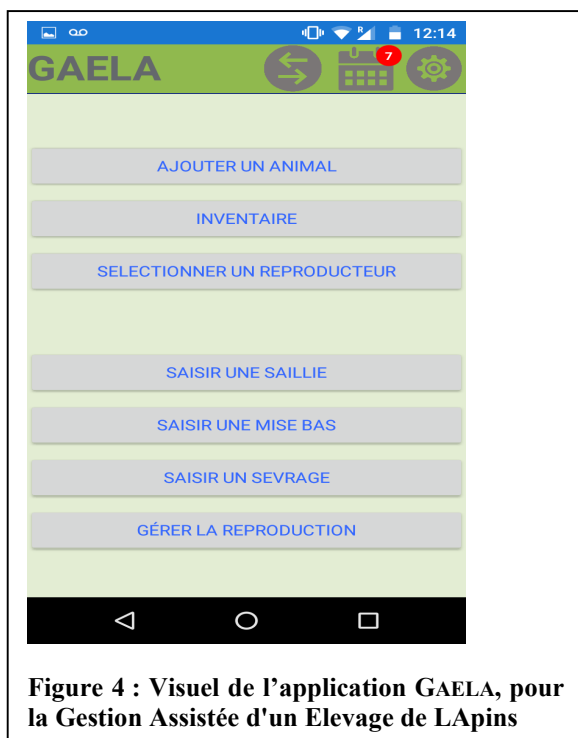 12:14
GAELA
7
AJOUTER UN ANIMAL
INVENTAIRE
SELECTIONNER UN REPRODUCTEUR
SAISIR UNE SAILLIE
SAISIR UNE MISE BAS
SAISIR UN SEVRAGE
GÉRER LA REPRODUCTION
Figure 4 : Visuel de l’application GAELA, pour
la Gestion Assistée d'un Elevage de LApins